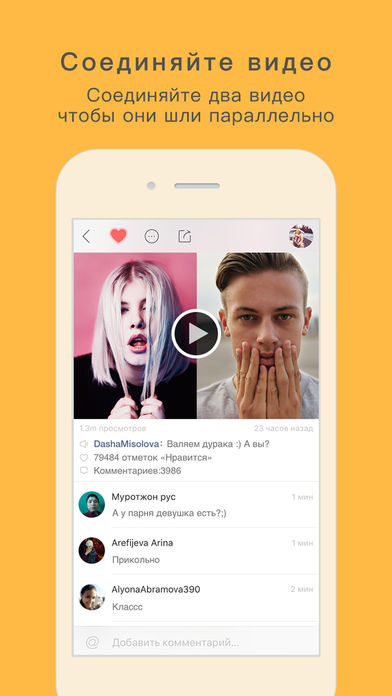 Соединяйте видео
Соединяйте два видео
чтобы они шли параллельно
1.3m просмотров
23 часов назад
DashaMisolova: Валяем дурака :) А вы?
79484 отметок «Нравится»
Комментариев:3986
Муротжон рус
1 мин
А у парня девушка есть?;)
Arefijeva Arina
1 мин
Прикольно
AlyonaAbramova390
2 мин
Классс
@ Добавить комментарий...